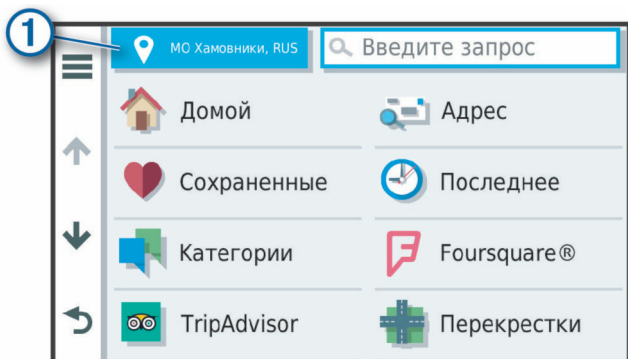 1
МО Хамовники, RUS
Введите запрос
Домой
Адрес
Сохраненные
Последнее
Категории
Foursquare®
TripAdvisor
Перекрестки